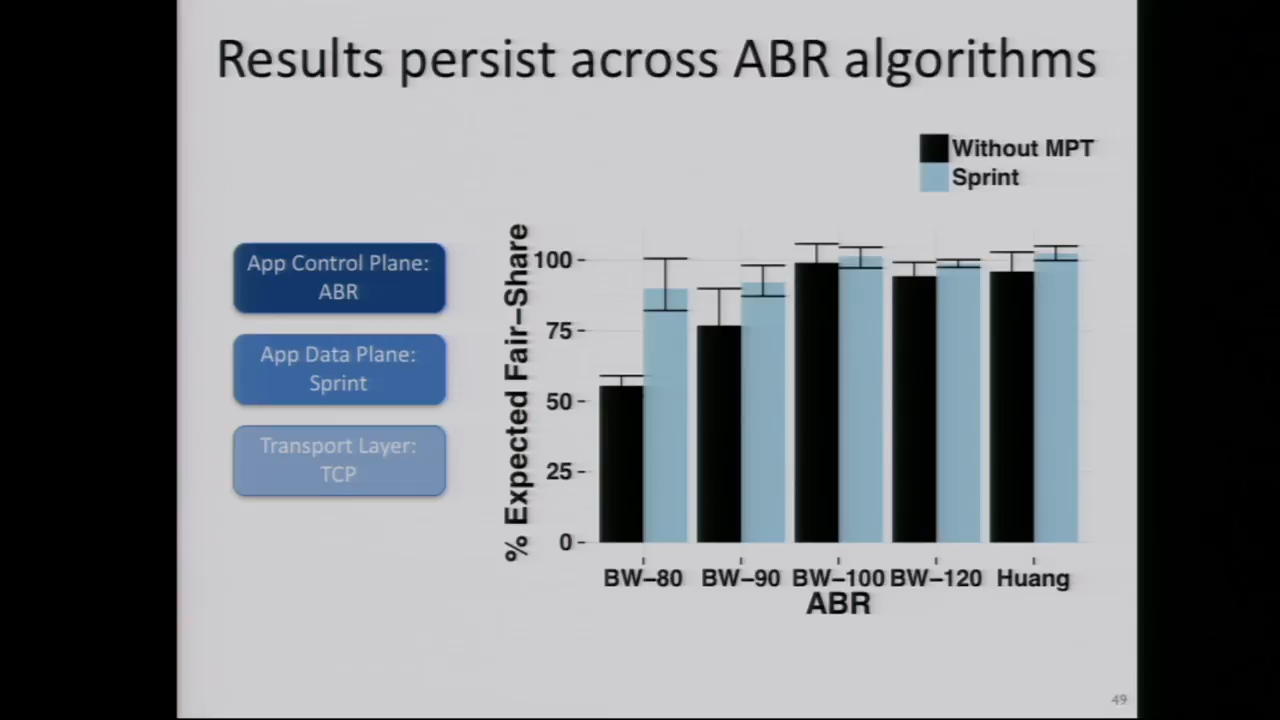 Results persist across ABR algorithms
Without MPT
Sprint
App Control Plane:
ABR
App Data Plane:
Sprint
Transport Layer:
TCP
% Expected Fair-Share
100
75
50
25
0
BW-80 BW-90 BW-100 BW-120 Huang
ABR
49